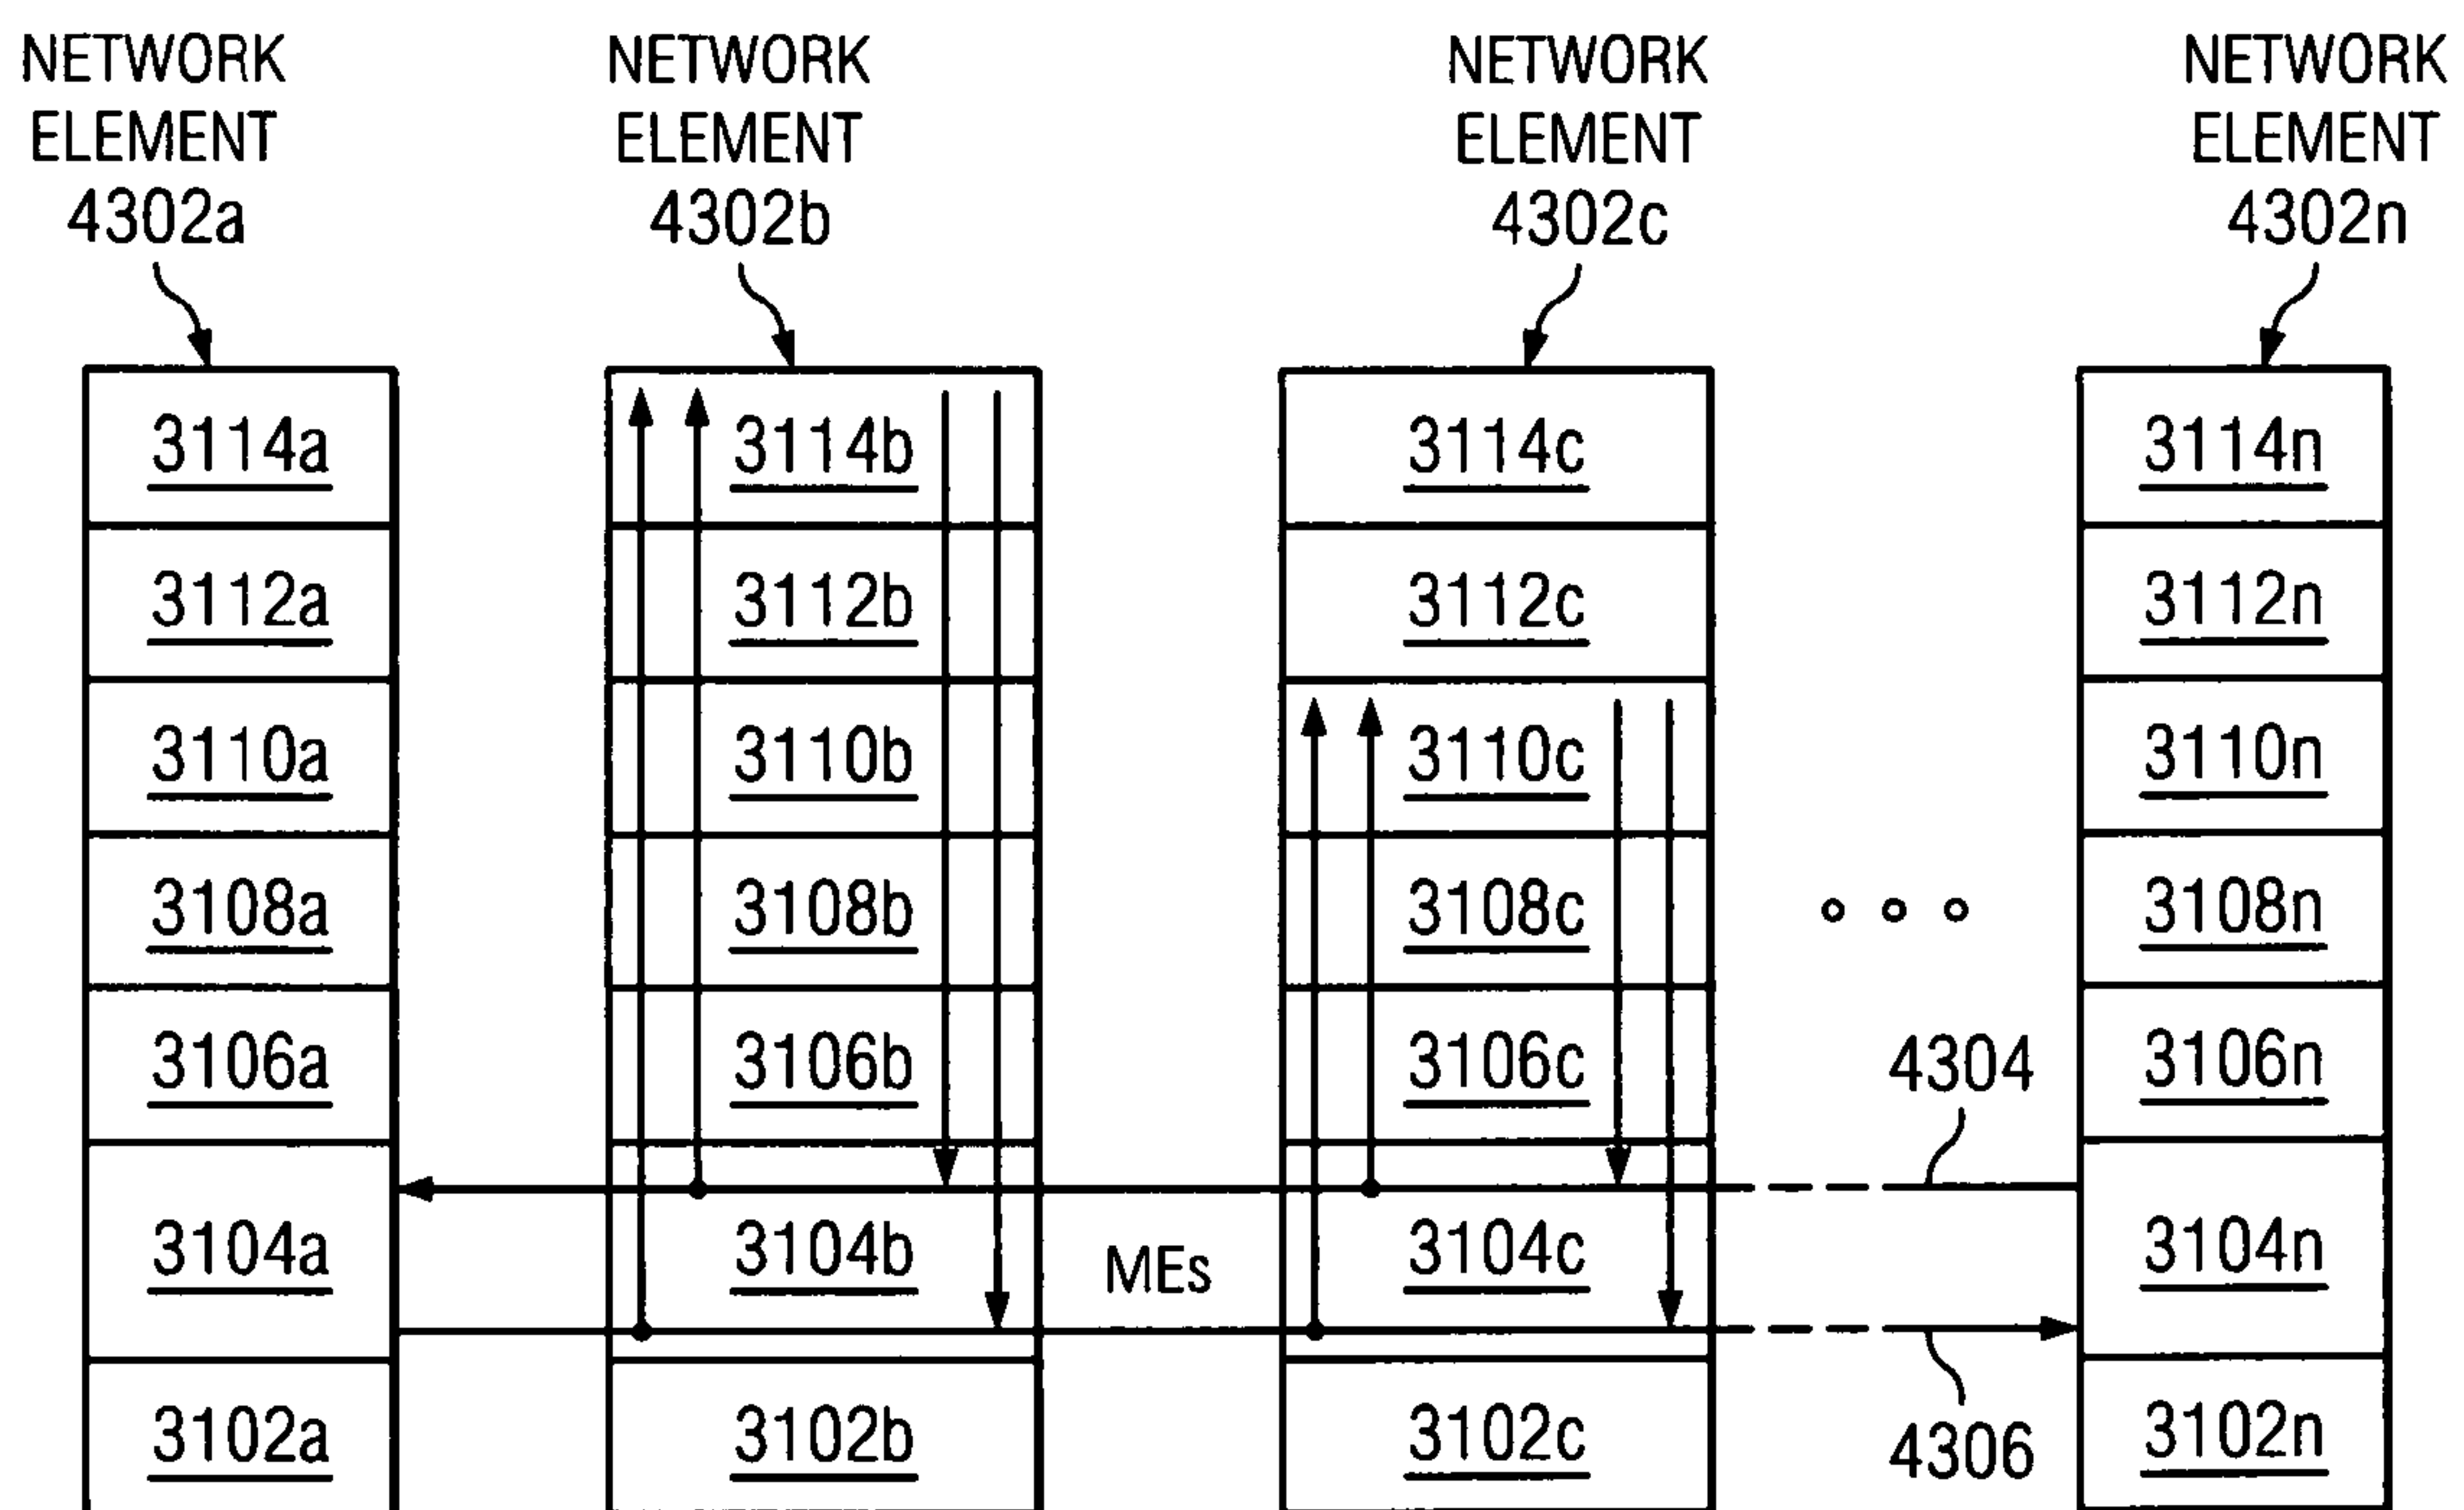 NETWORK
ELEMENT
4302a
NETWORK
ELEMENT
4302b
NETWORK
ELEMENT
4302c
NETWORK
ELEMENT
4302n
3114a
3114b
3114c
3114n
3112a
3112b
3112c
3112n
3110a
3110b
3110c
3110n
3108a
3108b
3108c
3108n
3106a
3106b
3106c
4304
3106n
3104a
3104b
MEs
3104c
3104n
3102a
3102b
3102c
4306
3102n